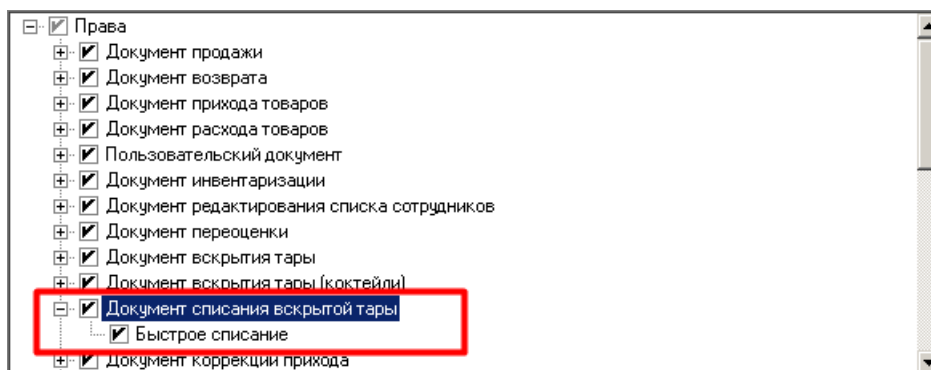 Права
Документ продажи
Документ возврата
Документ прихода товаров
Документ расхода товаров
Пользовательский документ
Документ инвентаризации
Документ редактирования списка сотрудников
Документ переоценки
Документ вскрытия тары
Документ вскрытия тары (коктейли)
Документ списания вскрытой тары
Быстрое списание
Документ коррекции прихода